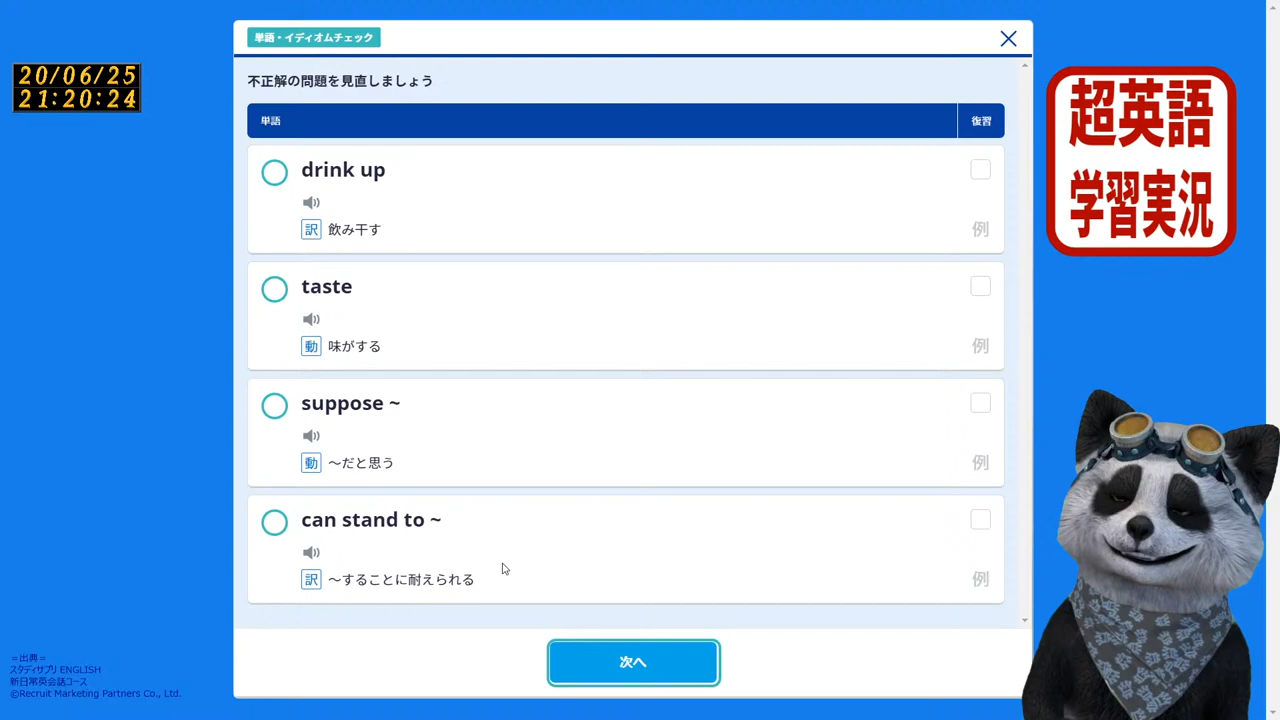 単語・イディオムチェック
20/06/25
21:20:24
不正解の問題を見直しましょう
単語
復習
drink up
訳 飲み干す
例
taste
動 味がする
例
suppose ~
動 ～だと思う
例
can stand to ~
訳 ～することに耐えられる
例
次へ
超英語
学習実況
＝出典＝
スタディサプリ ENGLISH
新日常英会話コース
©Recruit Marketing Partners Co., Ltd.